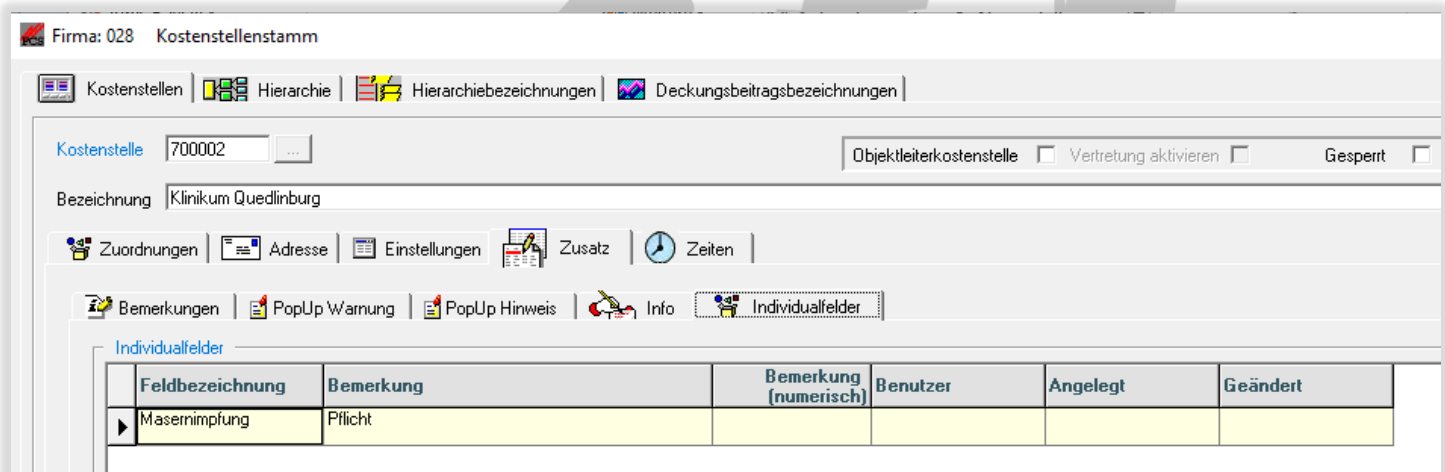 PCS Firma: 028 Kostenstellenstamm
Kostenstellen Hierarchie Hierarchiebezeichnungen Deckungsbeitragsbezeichnungen
Kostenstelle 700002 ... Objektleiterkostenstelle Vertretung aktivieren Gesperrt
Bezeichnung Klinikum Quedlinburg
Zuordnungen Adresse Einstellungen Zusatz Zeiten
Bemerkungen PopUp Warnung PopUp Hinweis Info Individualfelder
Individualfelder
Feldbezeichnung Bemerkung Bemerkung (numerisch) Benutzer Angelegt Geändert
Masernimpfung Pflicht